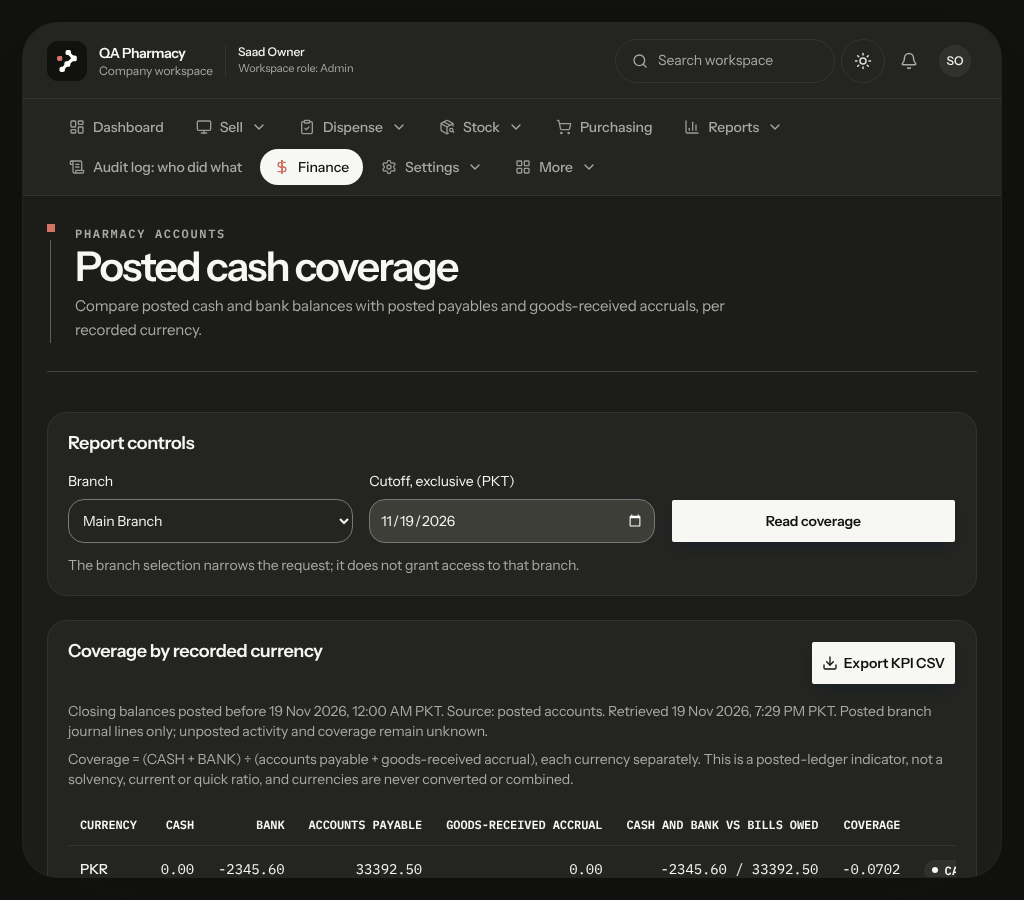 QA Pharmacy
Company workspace
Saad Owner
Workspace role: Admin
Search workspace
SO
Dashboard
Sell
Dispense
Stock
Purchasing
Reports
Audit log: who did what
Finance
Settings
More
PHARMACY ACCOUNTS
Posted cash coverage
Compare posted cash and bank balances with posted payables and goods-received accruals, per
recorded currency.
Report controls
Branch
Cutoff, exclusive (PKT)
Main Branch
11/19/2026
Read coverage
The branch selection narrows the request; it does not grant access to that branch.
Coverage by recorded currency
Export KPI CSV
Closing balances posted before 19 Nov 2026, 12:00 AM PKT. Source: posted accounts. Retrieved 19 Nov 2026, 7:29 PM PKT. Posted branch
journal lines only; unposted activity and coverage remain unknown.
Coverage = (CASH + BANK) ÷ (accounts payable + goods-received accrual), each currency separately. This is a posted-ledger indicator, not a
solvency, current or quick ratio, and currencies are never converted or combined.
CURRENCY CASH BANK ACCOUNTS PAYABLE GOODS-RECEIVED ACCRUAL CASH AND BANK VS BILLS OWED COVERAGE
PKR 0.00 -2345.60 33392.50 0.00 -2345.60 / 33392.50 -0.0702